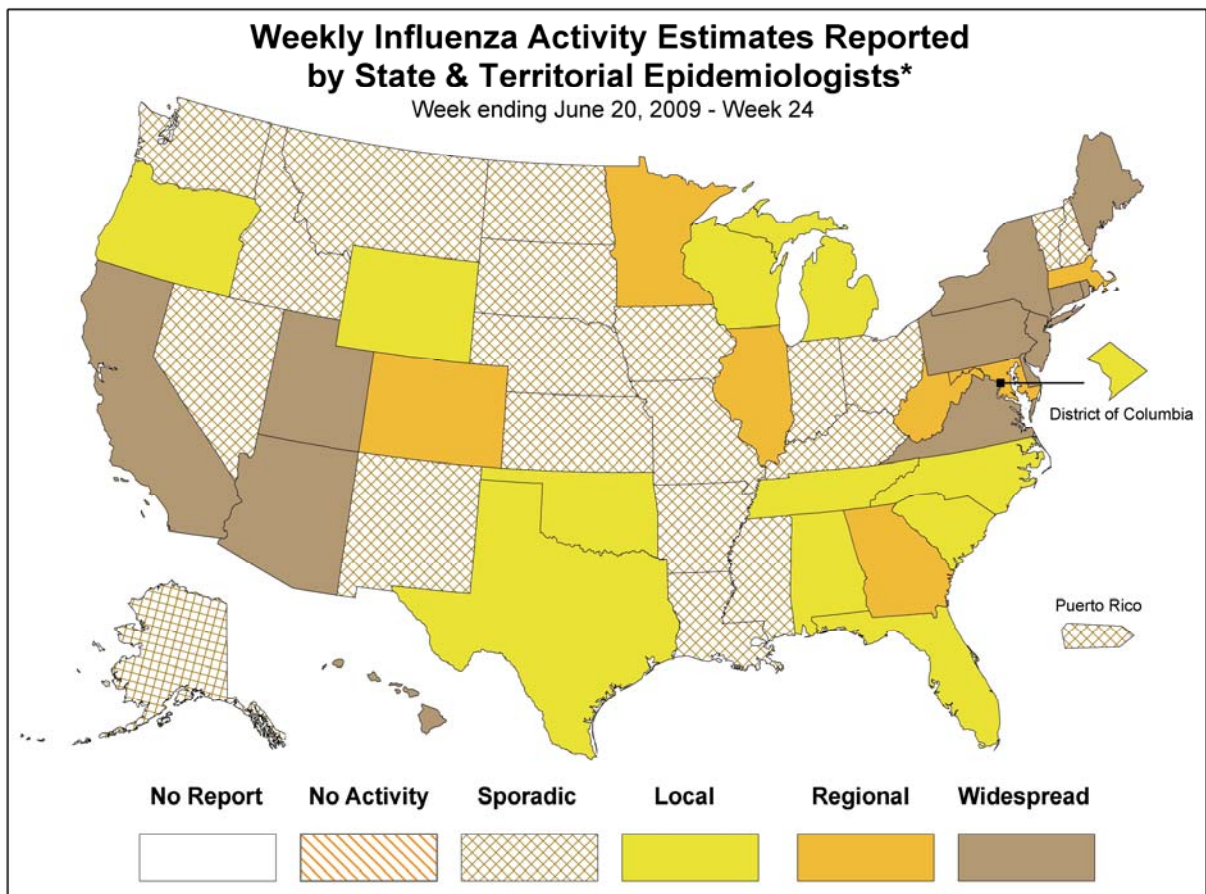 Weekly Influenza Activity Estimates Reported
by State & Territorial Epidemiologists*
Week ending June 20, 2009 - Week 24
District of Columbia
Puerto Rico
No Report No Activity Sporadic Local Regional Widespread